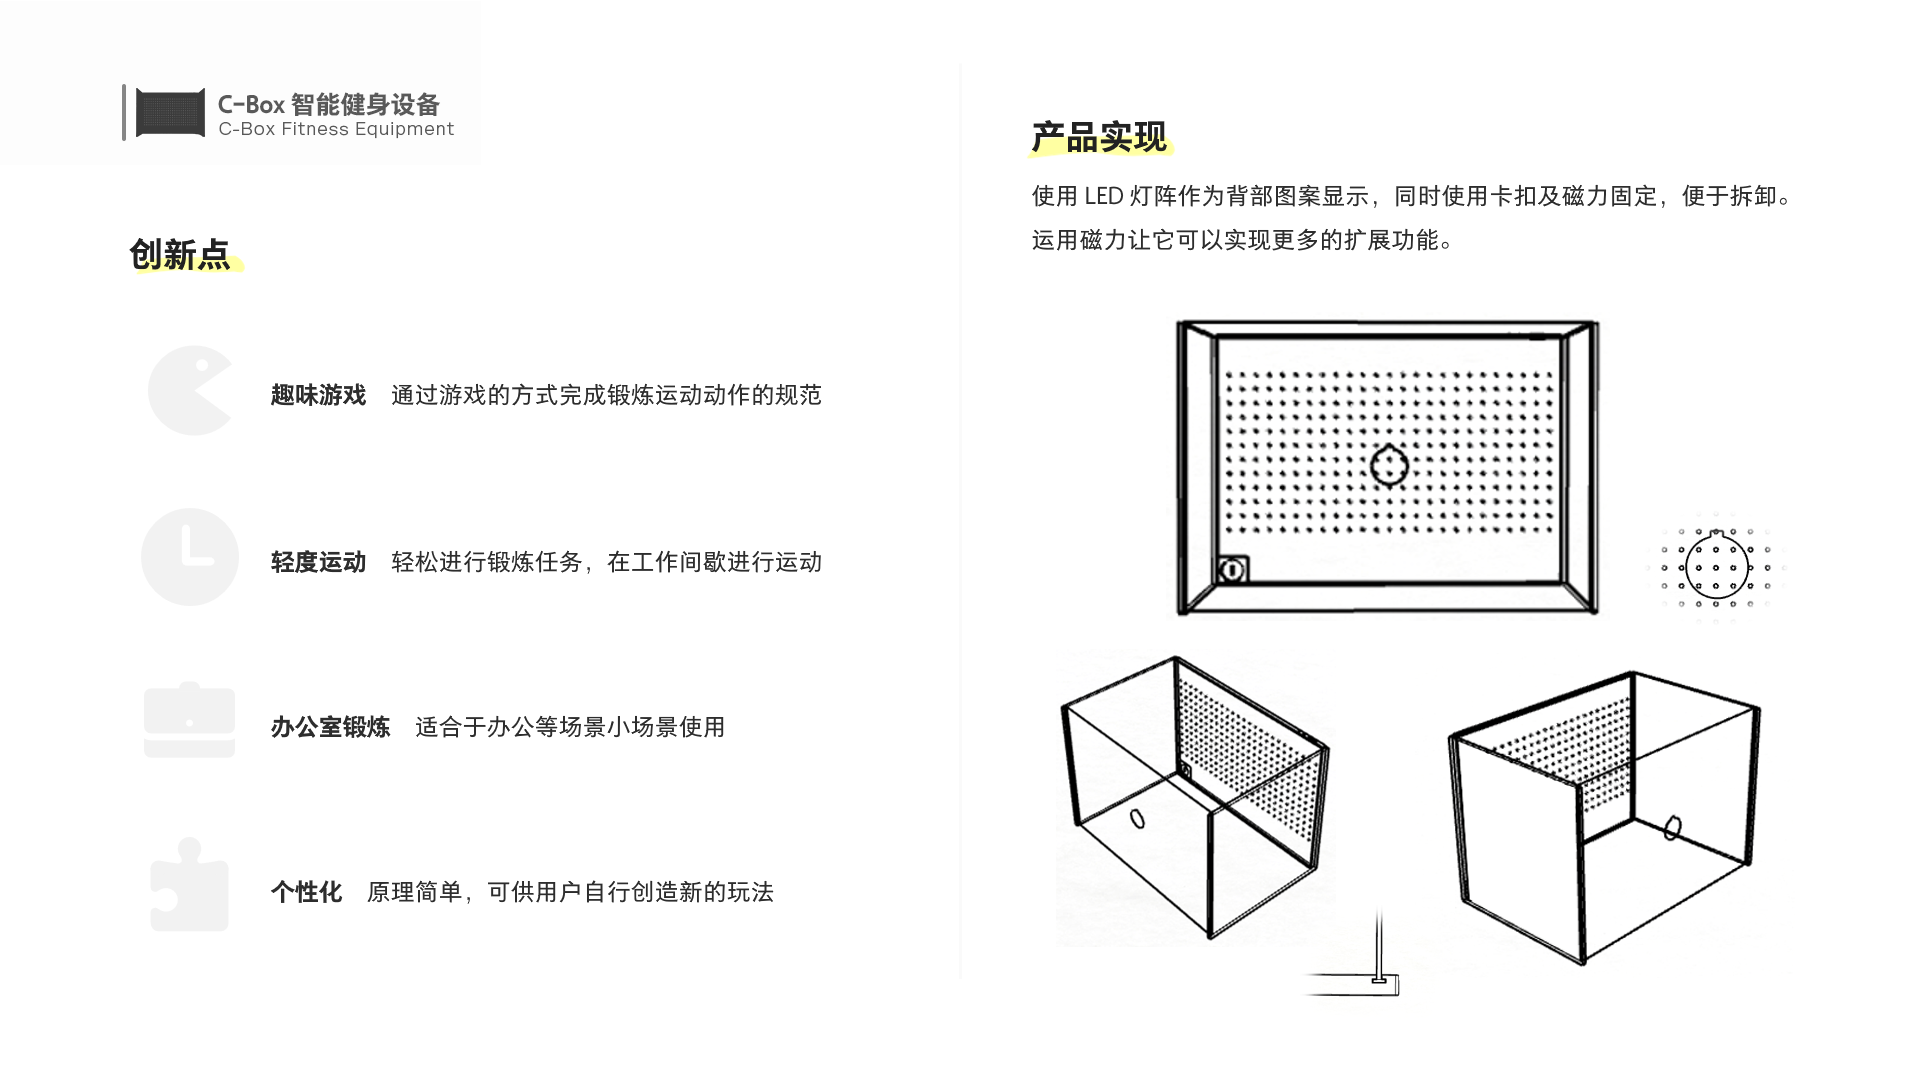 C-Box 智能健身设备
C-Box Fitness Equipment
创新点
趣味游戏 通过游戏的方式完成锻炼运动动作的规范
轻度运动 轻松进行锻炼任务，在工作间歇进行运动
办公室锻炼 适合于办公等场景小场景使用
个性化 原理简单，可供用户自行创造新的玩法
产品实现
使用 LED 灯阵作为背部图案显示，同时使用卡扣及磁力固定，便于拆卸。
运用磁力让它可以实现更多的扩展功能。